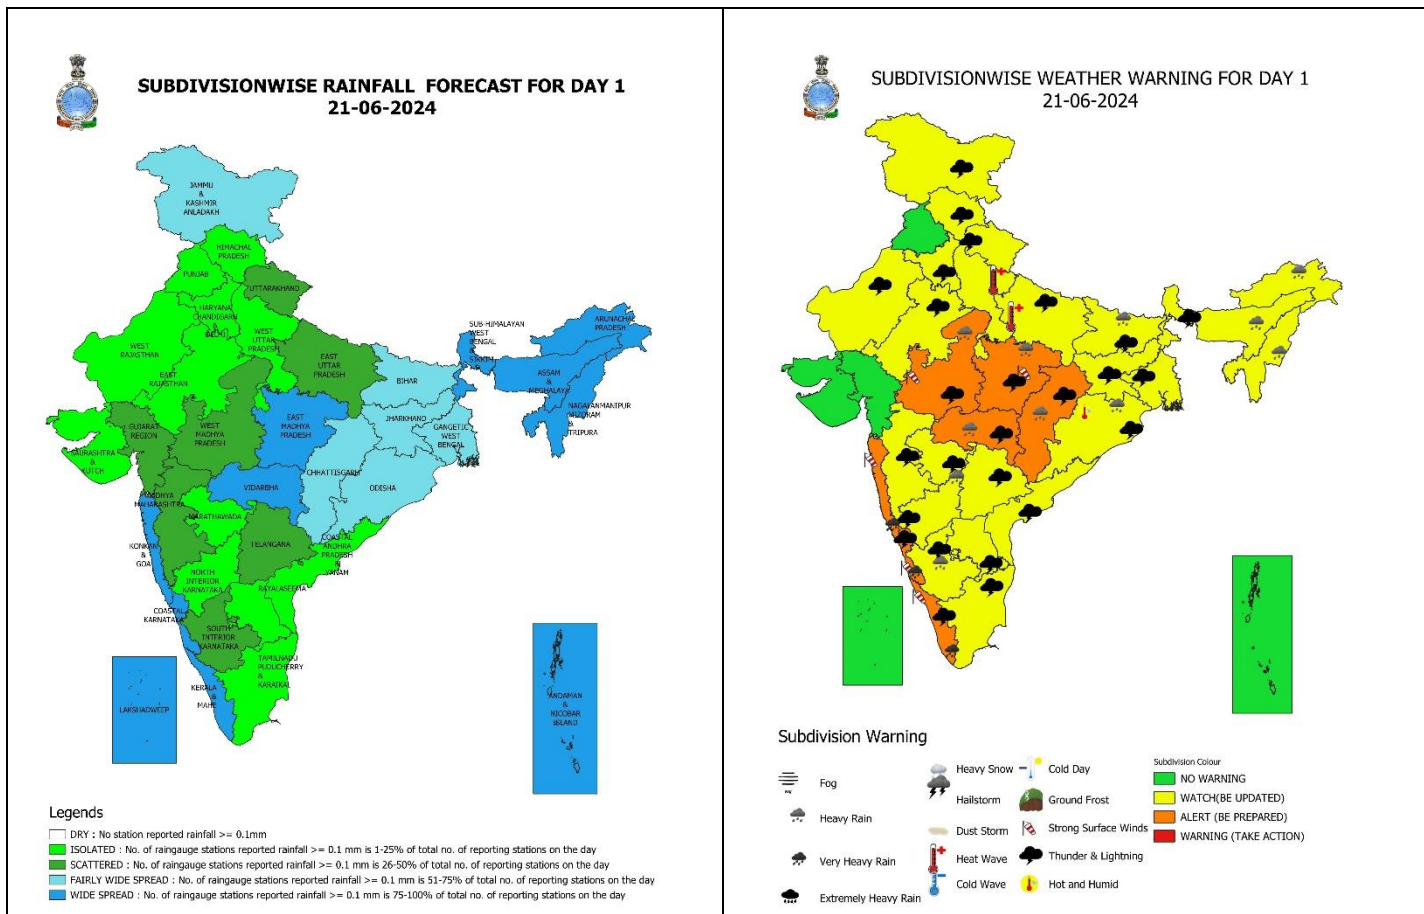 SUBDIVISIONWISE RAINFALL FORECAST FOR DAY 1
21-06-2024
JAMMU
&
KASHMIR
ANLADAKH
HIMACHAL
PRADESH
PUNJAB
UTTARAKHAND
HARYANA
CHANDIGARH
&
DELHI
WEST
UTTAR
PRADESH
WEST
RAJASTHAN
EAST
RAJASTHAN
EAST
UTTAR
PRADESH
SUB-HIMALAYAN
WEST
BENGAL
&
SIKKIM
ARUNACHAL
PRADESH
ASSAM
&
MEGHALAYA
NAGALANMANIPUR
MIZORAM
&
TRIPURA
BIHAR
JHARKHAND
GANGETIC
WEST
BENGAL
GUJARAT
REGION
SAURASHTRA
&
KUTCH
WEST
MADHYA
PRADESH
EAST
MADHYA
PRADESH
CHHATTISGARH
ODISHA
VIDARBHA
MADHYA
MAHARASHTRA
MARATHAWADA
KONKAN
&
GOA
TELANGANA
COASTAL
ANDHRA
PRADESH
&
YANAM
NORTH
INTERIOR
KARNATAKA
RAYALASEEMA
COASTAL
KARNATAKA
SOUTH
INTERIOR
KARNATAKA
TAMILNADU
PUDUCHERRY
&
KARAIKAL
KERALA
&
MAHE
LAKSHADWEEP
ANDAMAN
&
NICOBAR
ISLAND
Legends
DRY : No station reported rainfall >= 0.1mm
ISOLATED : No. of raingauge stations reported rainfall >= 0.1 mm is 1-25% of total no. of reporting stations on the day
SCATTERED : No. of raingauge stations reported rainfall >= 0.1 mm is 26-50% of total no. of reporting stations on the day
FAIRLY WIDE SPREAD : No. of raingauge stations reported rainfall >= 0.1 mm is 51-75% of total no. of reporting stations on the day
WIDE SPREAD : No. of raingauge stations reported rainfall >= 0.1 mm is 75-100% of total no. of reporting stations on the day
SUBDIVISIONWISE WEATHER WARNING FOR DAY 1
21-06-2024
Subdivision Warning
Fog
Heavy Rain
Very Heavy Rain
Extremely Heavy Rain
Heavy Snow
Hailstorm
Dust Storm
Heat Wave
Cold Wave
Cold Day
Ground Frost
Strong Surface Winds
Thunder & Lightning
Hot and Humid
Subdivision Colour
NO WARNING
WATCH(BE UPDATED)
ALERT (BE PREPARED)
WARNING (TAKE ACTION)